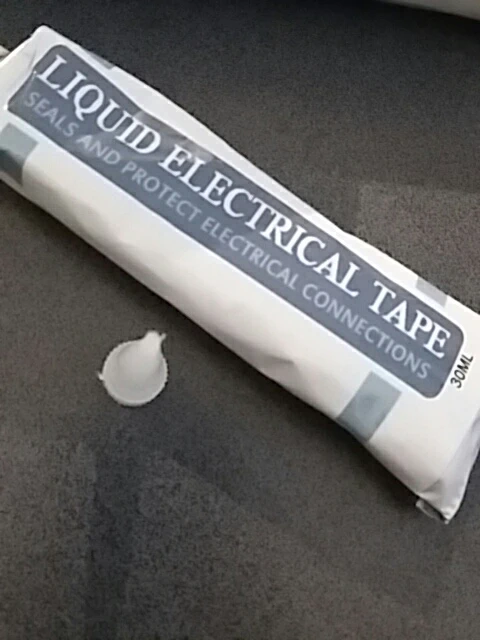 LIQUID ELECTRICAL TAPE
SEALS AND PROTECT ELECTRICAL CONNECTIONS
30ML